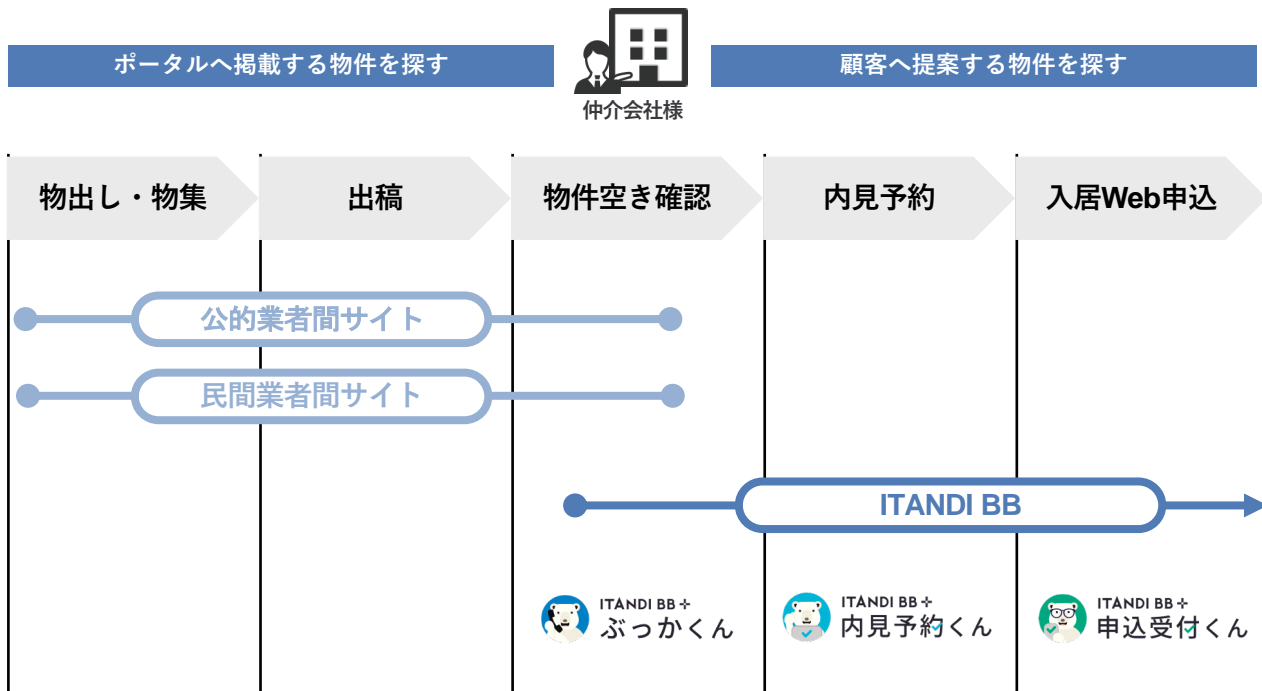 ポータルへ掲載する物件を探す
仲介会社様
顧客へ提案する物件を探す
物出し・物集
出稿
物件空き確認
内見予約
入居Web申込
公的業者間サイト
民間業者間サイト
ITANDI BB
ITANDI BB +
ぶっかくん
ITANDI BB +
内見予約くん
ITANDI BB +
申込受付くん